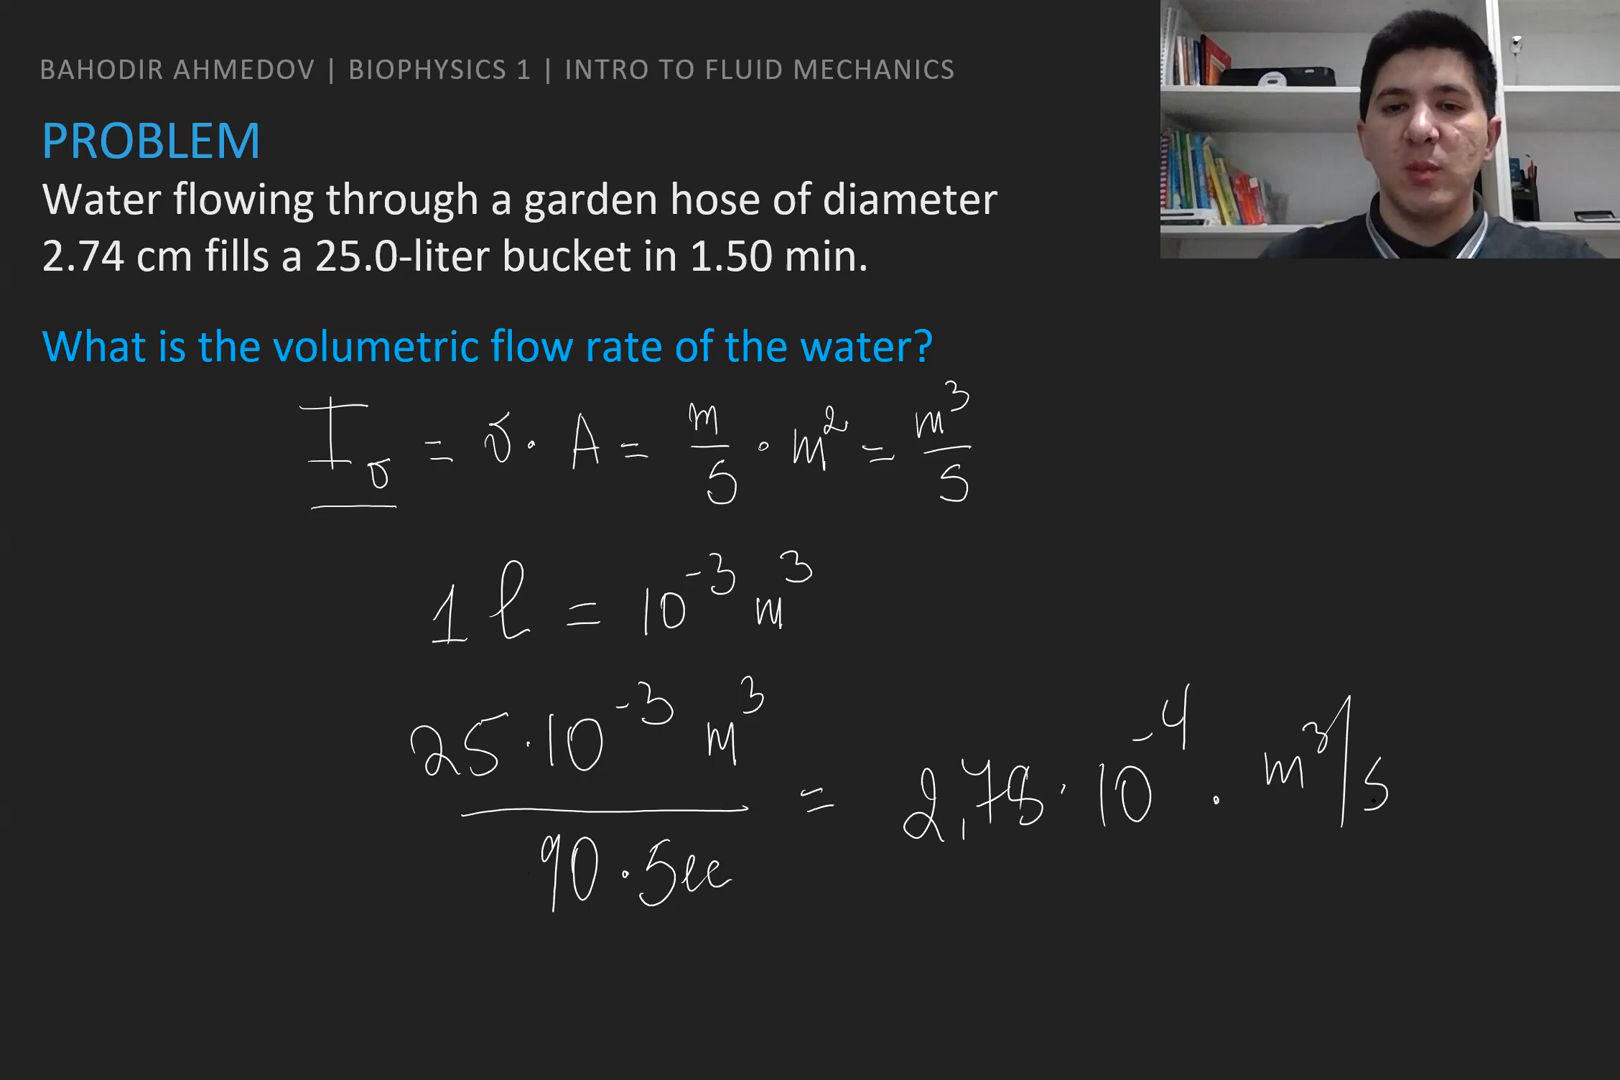 BAHODIR AHMEDOV | BIOPHYSICS 1 | INTRO TO FLUID MECHANICS
PROBLEM
Water flowing through a garden hose of diameter
2.74 cm fills a 25.0-liter bucket in 1.50 min.
What is the volumetric flow rate of the water?
I_v = v · A = m/s · m² = m³/s
1 l = 10⁻³ m³
25 · 10⁻³ m³ / 90 · sec = 2,78 · 10⁻⁴ · m³/s